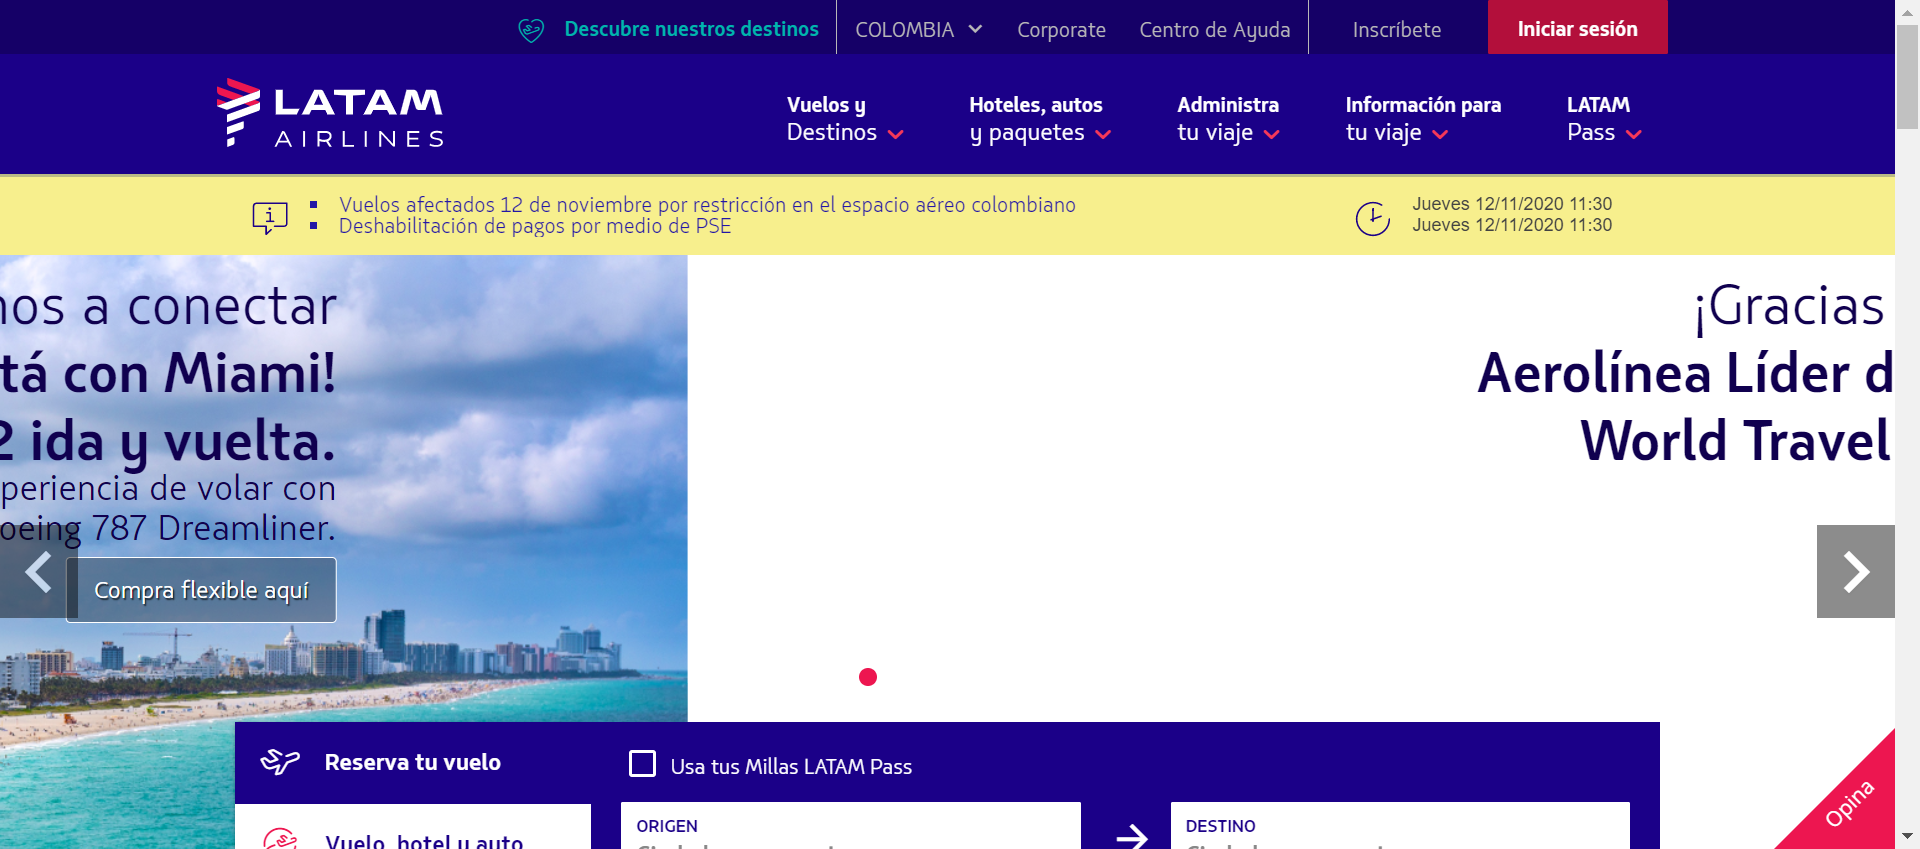 Descubre nuestros destinos
COLOMBIA
Corporate
Centro de Ayuda
Inscríbete
Iniciar sesión
LATAM
AIRLINES
Vuelos y
Destinos
Hoteles, autos
y paquetes
Administra
tu viaje
Información para
tu viaje
LATAM
Pass
Vuelos afectados 12 de noviembre por restricción en el espacio aéreo colombiano
Deshabilitación de pagos por medio de PSE
Jueves 12/11/2020 11:30
Jueves 12/11/2020 11:30
nos a conectar
tá con Miami!
2 ida y vuelta.
periencia de volar con
oeing 787 Dreamliner.
Compra flexible aquí
¡Gracias
Aerolínea Líder d
World Travel
Reserva tu vuelo
Usa tus Millas LATAM Pass
Vuelo, hotel y auto
ORIGEN
DESTINO
Opina